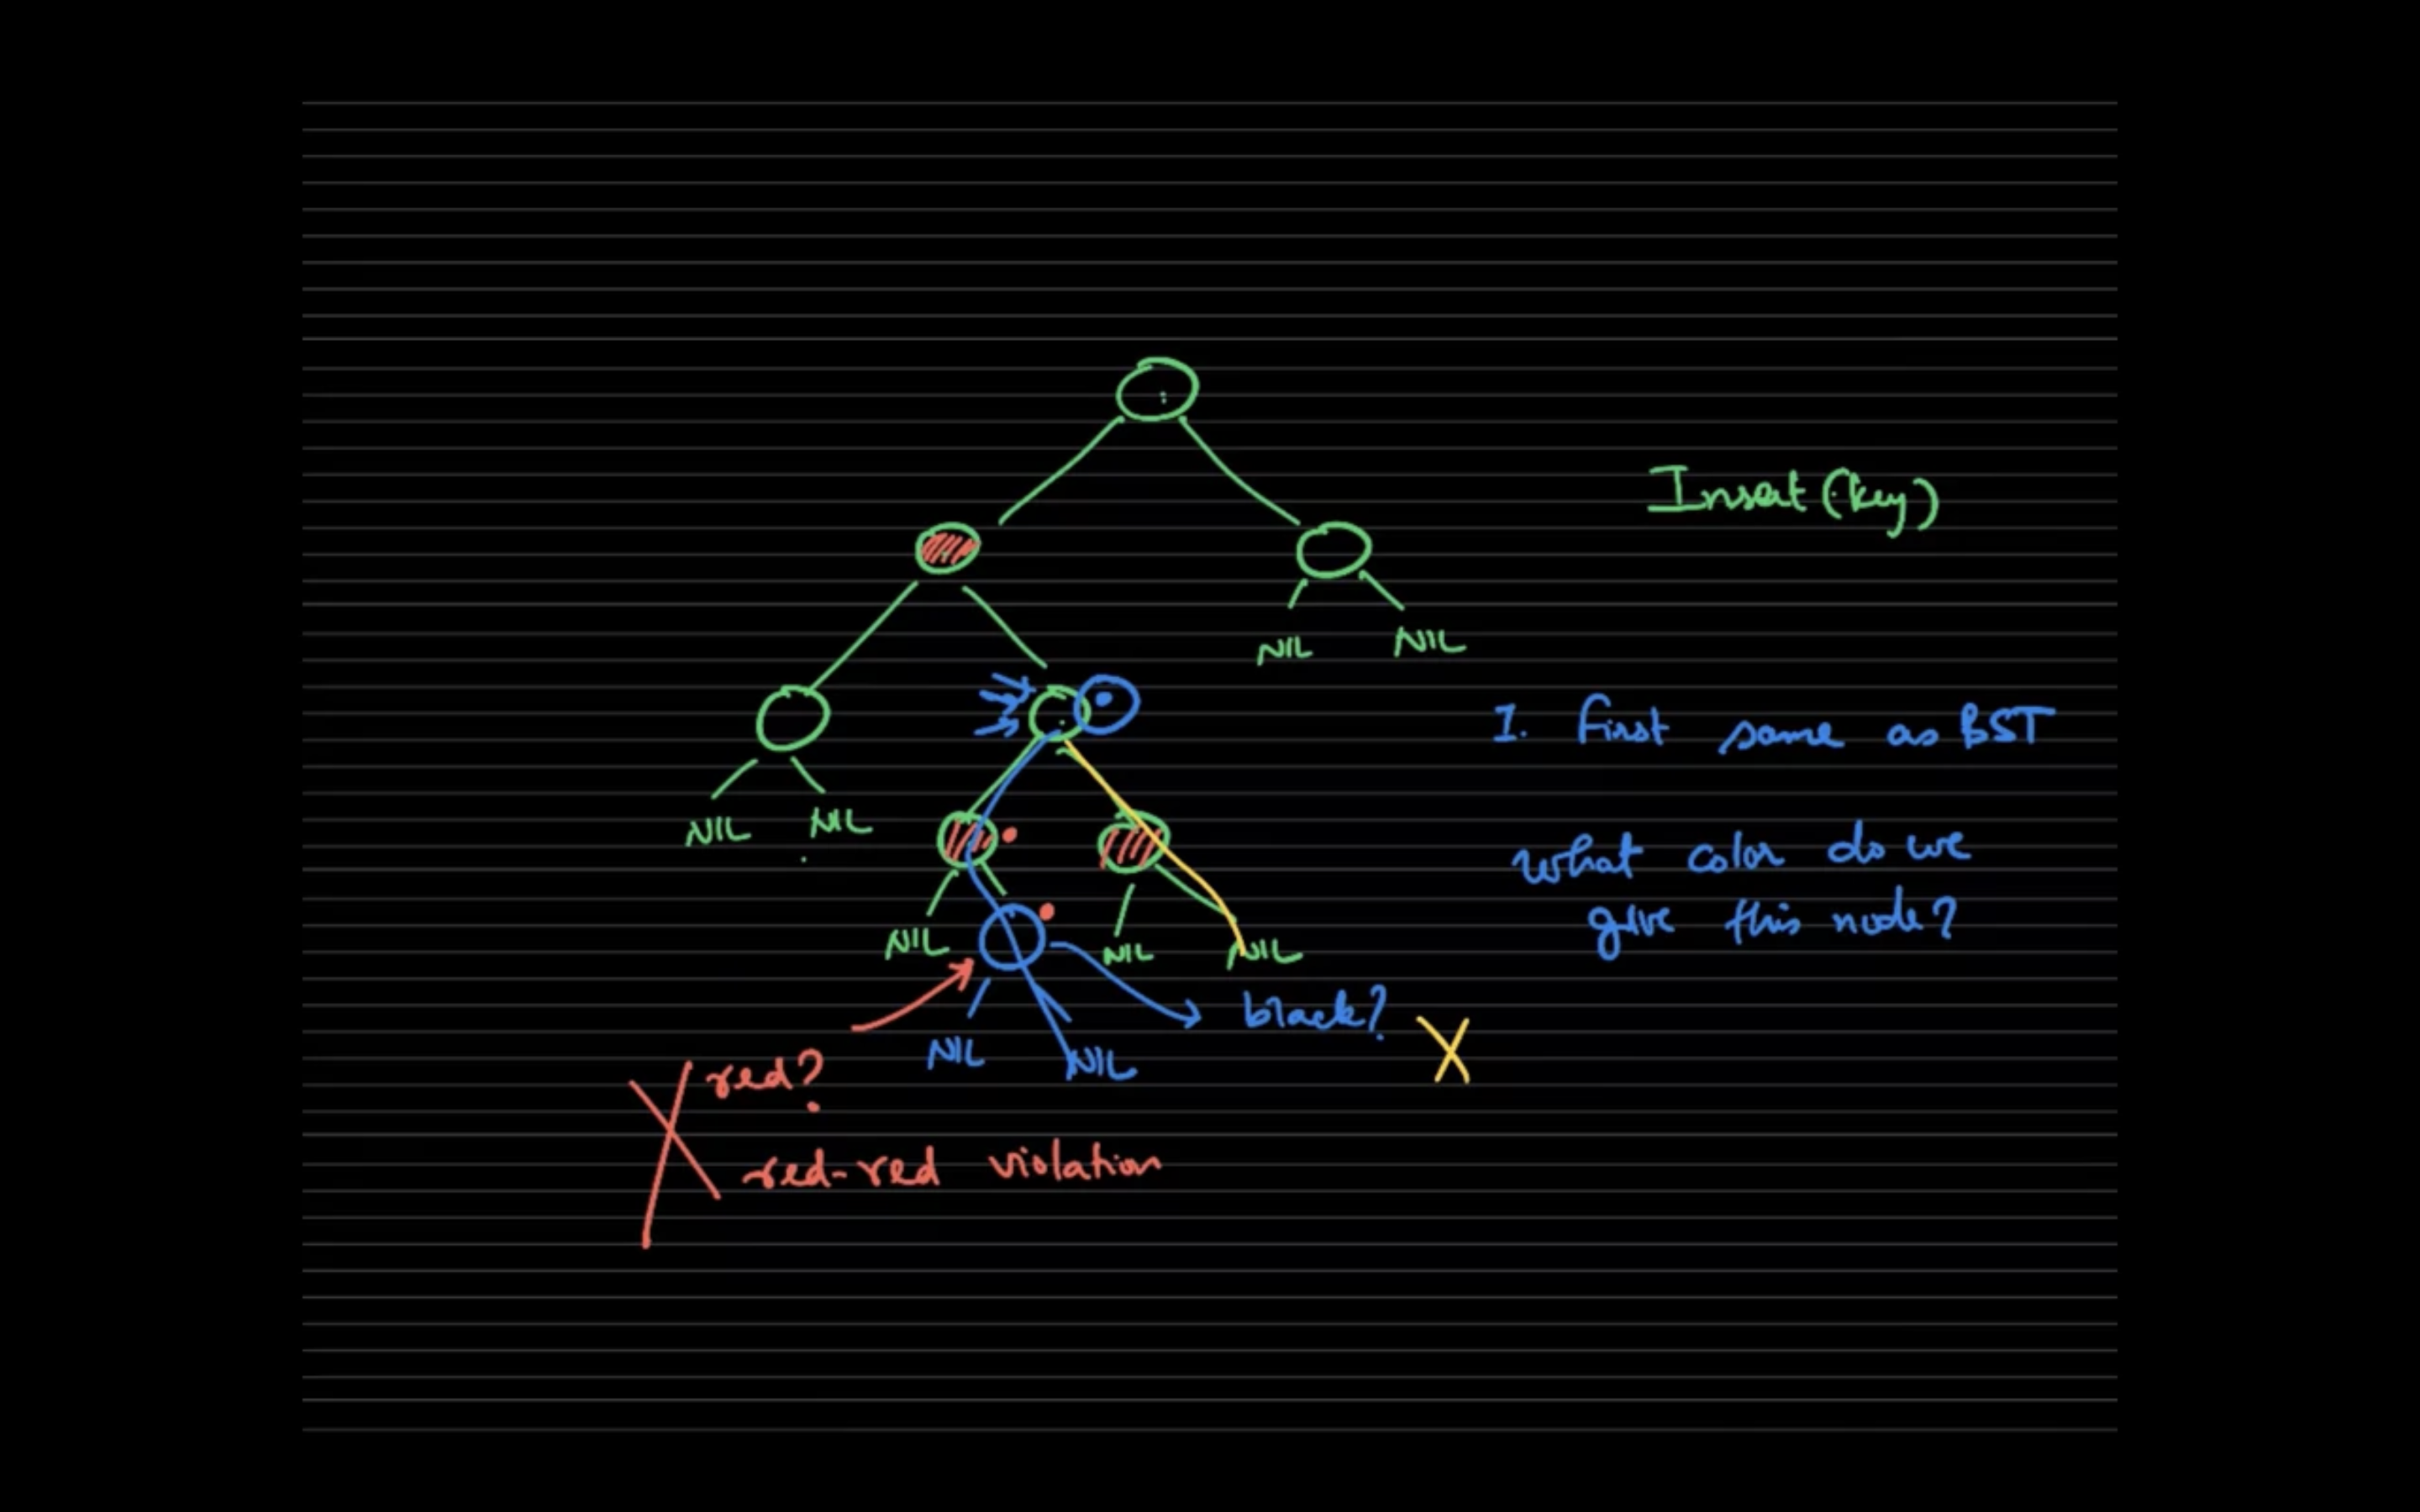 Insert (key)
NIL NIL
1. first same as BST
NIL NIL
what color do we
give this node?
NIL NIL NIL
black? X
NIL NIL
X red?
red-red violation